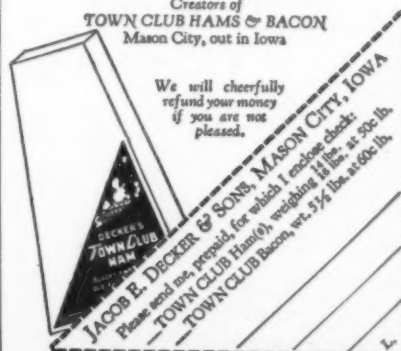 Creators of
TOWN CLUB HAMS & BACON
Mason City, out in Iowa
We will cheerfully
refund your money
if you are not
pleased.
DECKER'S
TOWN CLUB
HAM
JACOB E. DECKER & SONS, MASON CITY, IOWA
Please send me, prepaid, for which I enclose check:
TOWN CLUB Ham(s), weighing 14 lbs. 18 lbs. at 50c lb.
TOWN CLUB Bacon, wt. 5½ lbs. at 60c lb.
L.